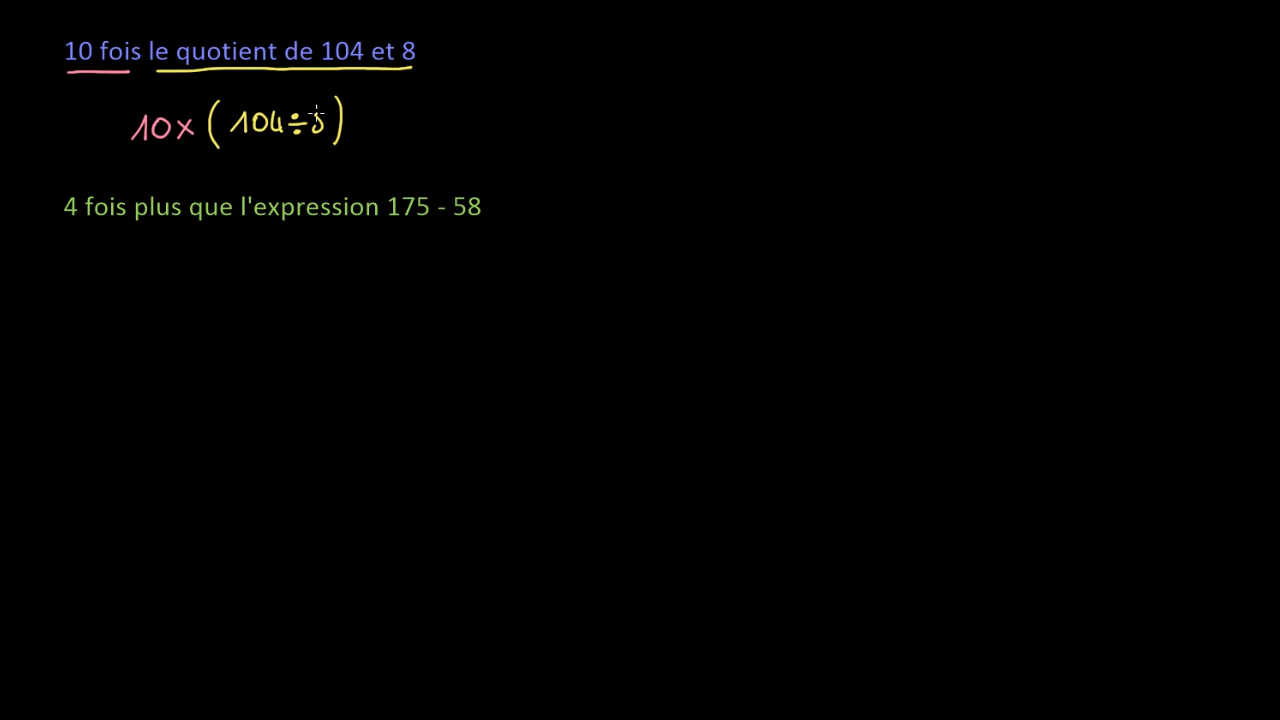 10 fois le quotient de 104 et 8
10 x ( 104 ÷ 8 )
4 fois plus que l'expression 175 - 58